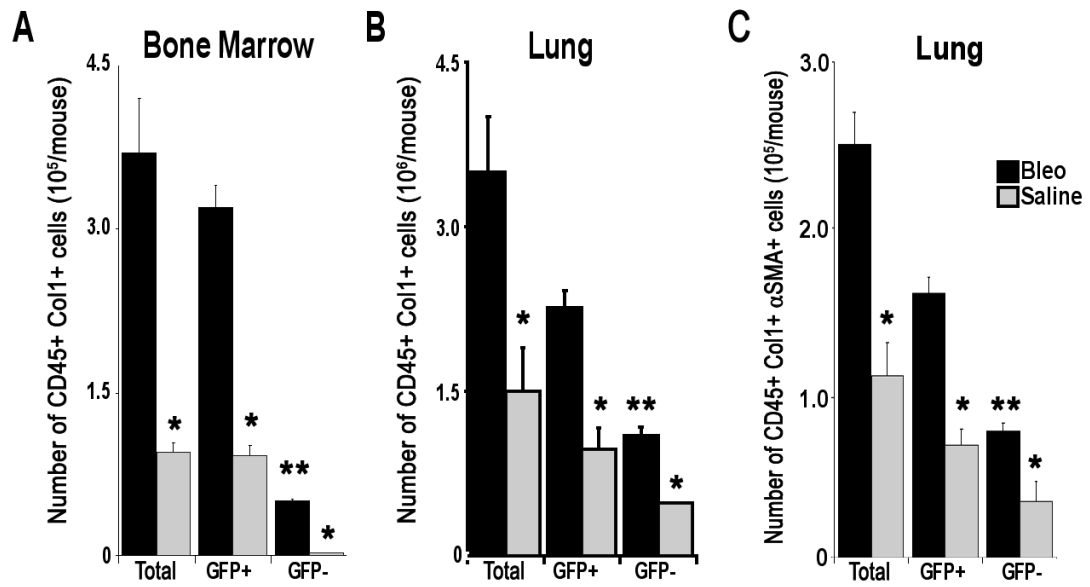 A
Bone Marrow
Number of CD45+ Col1+ cells (10⁵/mouse)
4.5
3.0
1.5
0
*
*
**
*
Total GFP+ GFP-
B
Lung
Number of CD45+ Col1+ cells (10⁶/mouse)
4.5
3.0
1.5
0
*
*
**
*
Total GFP+ GFP-
C
Lung
Number of CD45+ Col1+ αSMA+ cells (10⁵/mouse)
3.0
2.0
1.0
0
*
*
**
*
Total GFP+ GFP-
Bleo
Saline